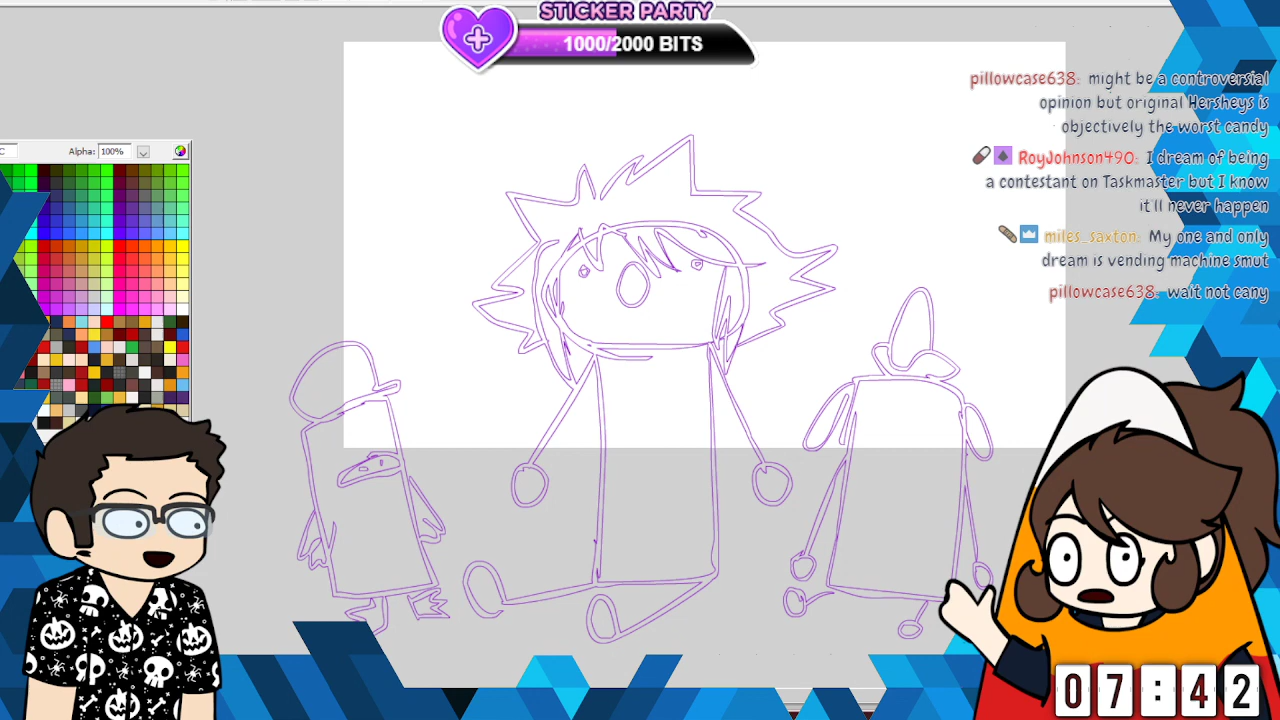 STICKER PARTY
1000/2000 BITS
C
Alpha: 100%
pillowcase638: might be a controversial
opinion but original Hersheys is
objectively the worst candy
RoyJohnson490: I dream of being
a contestant on Taskmaster but I know
it'll never happen
miles_saxton: My one and only
dream is vending machine smut
pillowcase638: wait not cany
07:42